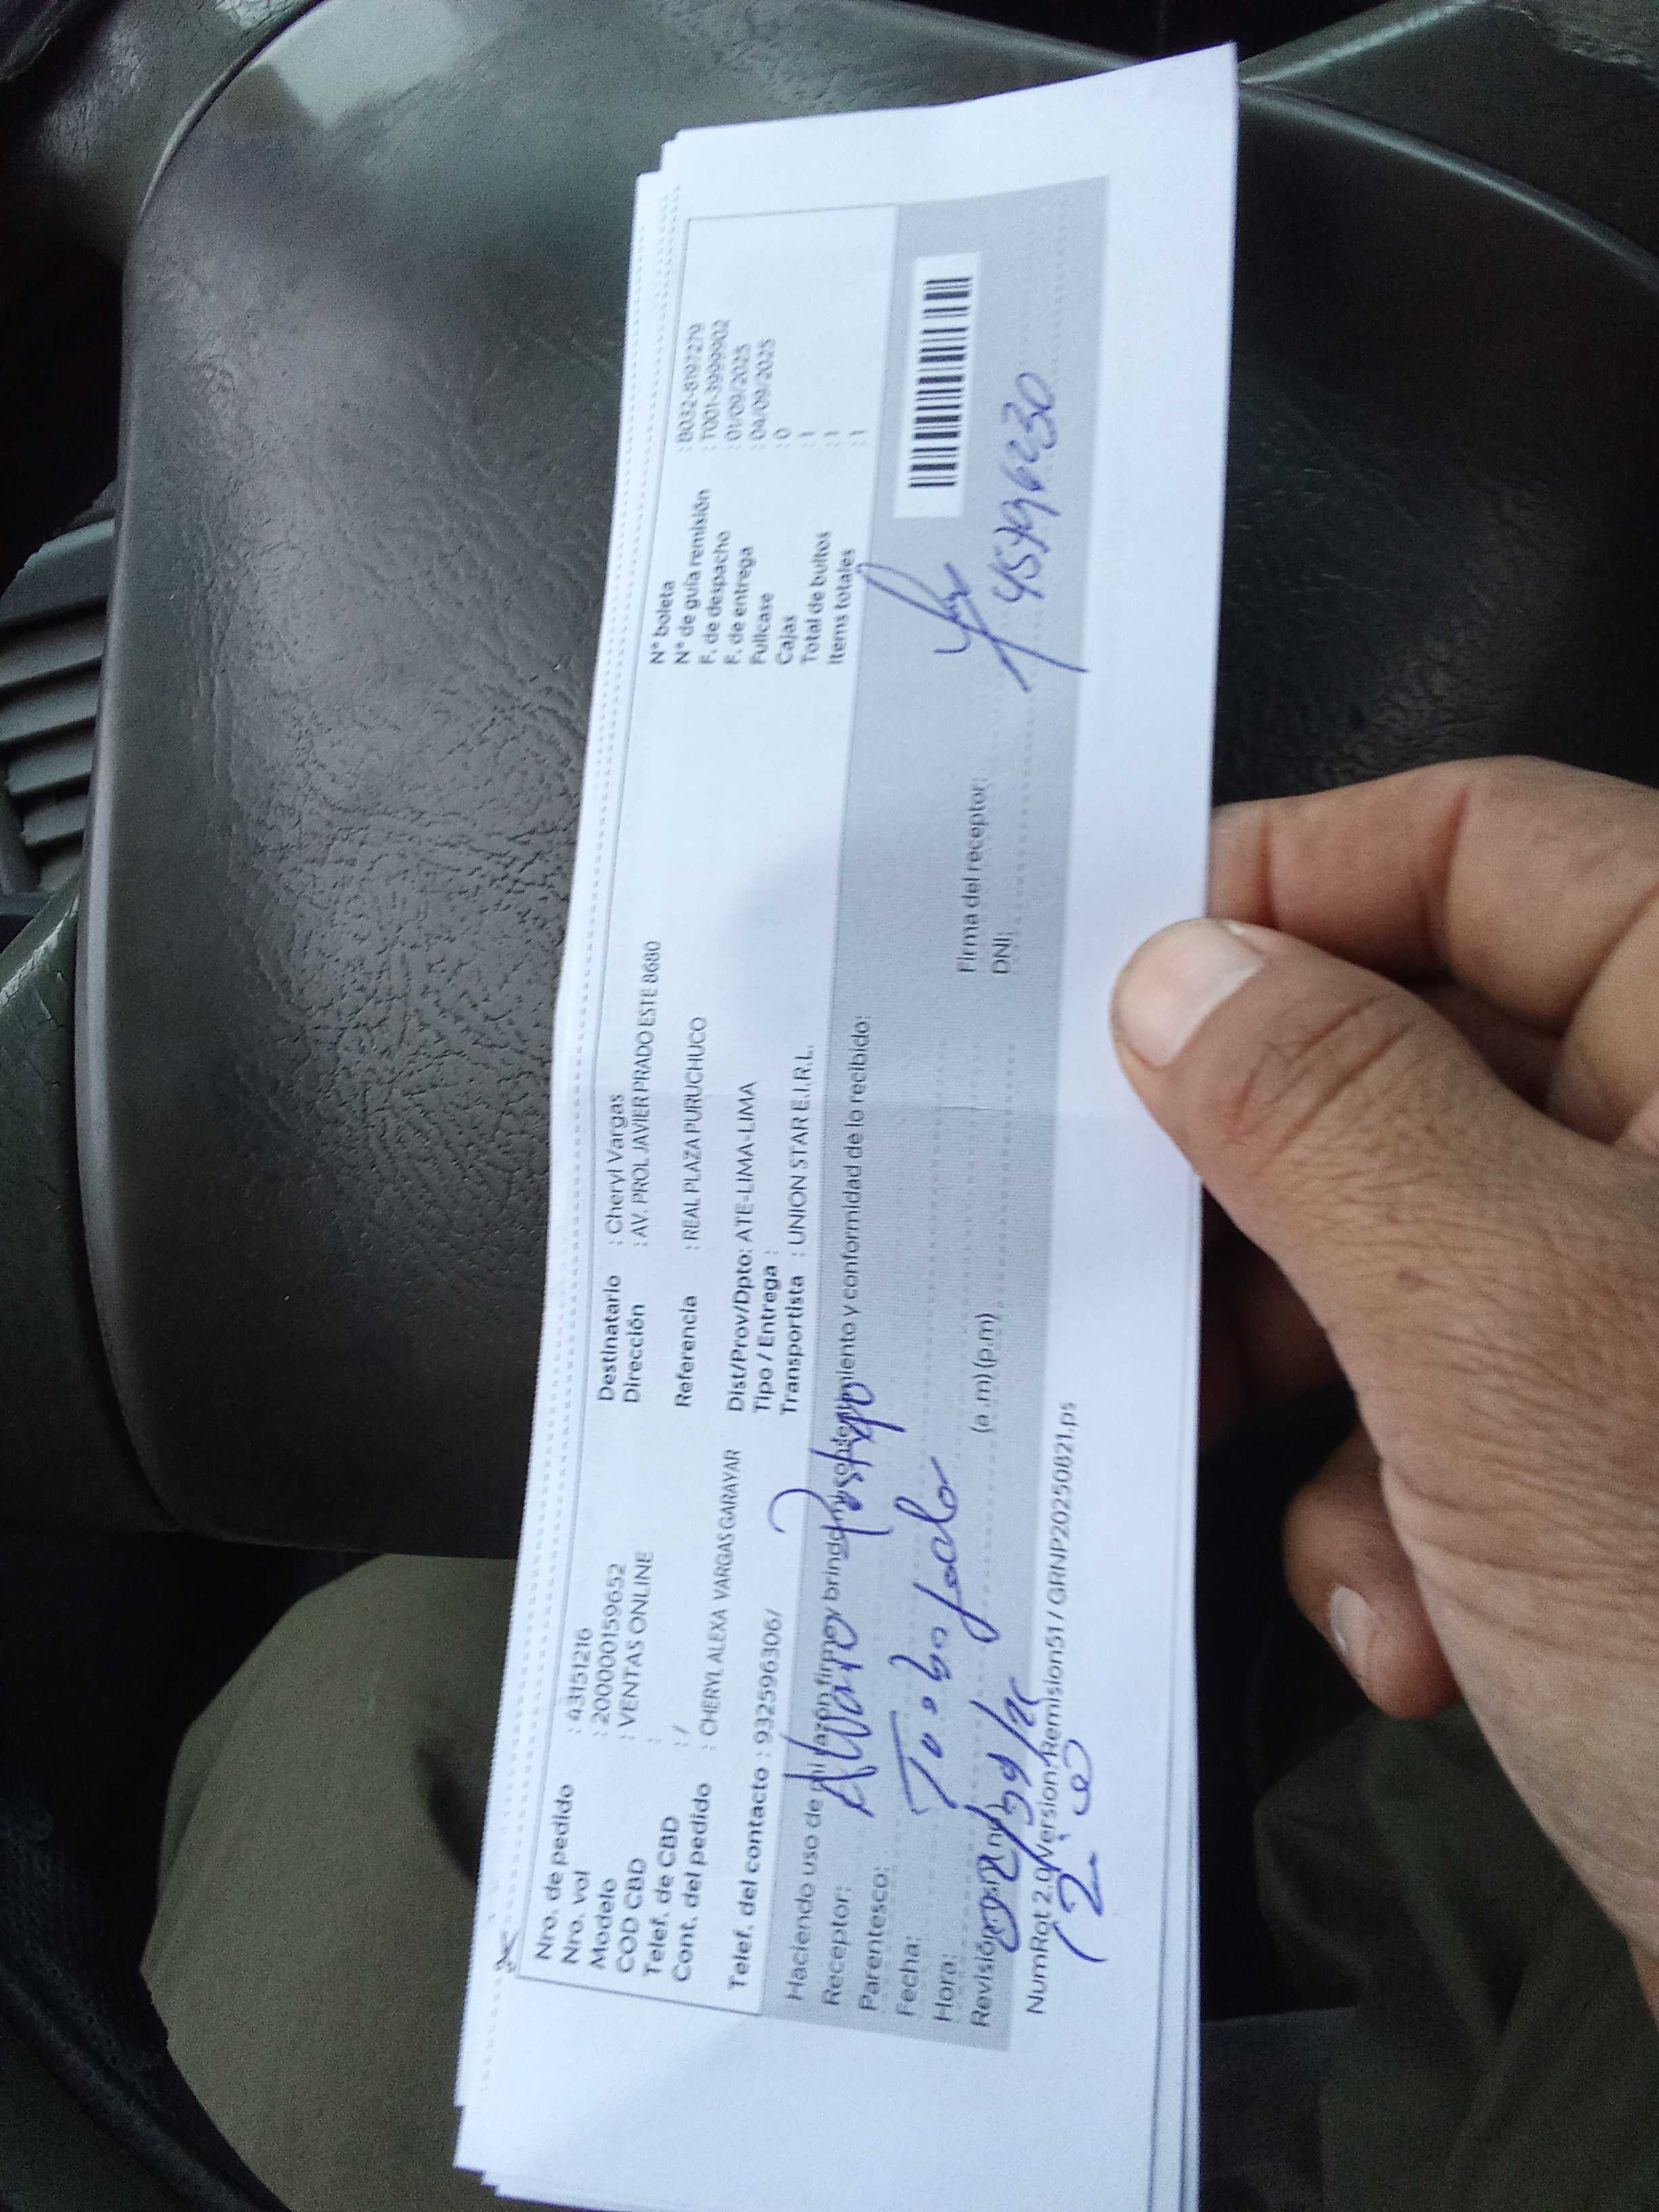 Nro. de pedido : 43151216
Nro. vol : 200000159652
Modelo : VENTAS ONLINE
COD CBD :
Telef. de CBD : /
Cont. del pedido : CHERYL ALEXA VARGAS GARAYAR
Telef. del contacto : 932596306/
Destinatario : Cheryl Vargas
Dirección : AV. PROL JAVIER PRADO ESTE 8680
Referencia : REAL PLAZA PURUCHUCO
Dist/Prov/Dpto: ATE-LIMA-LIMA
Tipo / Entrega :
Transportista : UNION STAR E.I.R.L.
N° boleta : B032-8197279
N° de guía remisión : T001-3999902
F. de despacho : 01/09/2025
F. de entrega : 04/09/2025
Fullcase : 0
Cajas : 1
Total de bultos : 1
Items totales : 1
Haciendo uso de mi razón firmo y brindo mi consentimiento y conformidad de lo recibido:
Receptor: Alvaro
Parentesco:
Fecha:
Hora: (a.m) (p.m)
Firma del receptor:
DNI:
NumRot 2.0/Version:Remision51 / GRNP20250821.ps